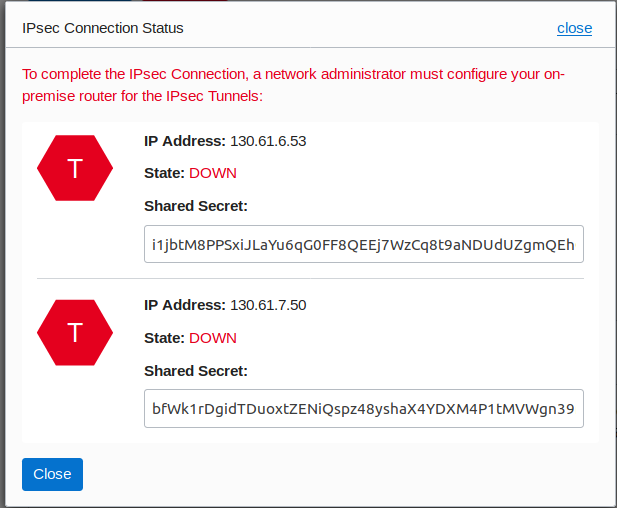 IPsec Connection Status
close
To complete the IPsec Connection, a network administrator must configure your on-
premise router for the IPsec Tunnels:
T
IP Address: 130.61.6.53
State: DOWN
Shared Secret:
i1jbtM8PPSxiJLaYu6qG0FF8QEEj7WzCq8t9aNDUdUZgmQEh
T
IP Address: 130.61.7.50
State: DOWN
Shared Secret:
bfWk1rDgidTDuoxtZENiQspz48yshaX4YDXM4P1tMVWgn39
Close